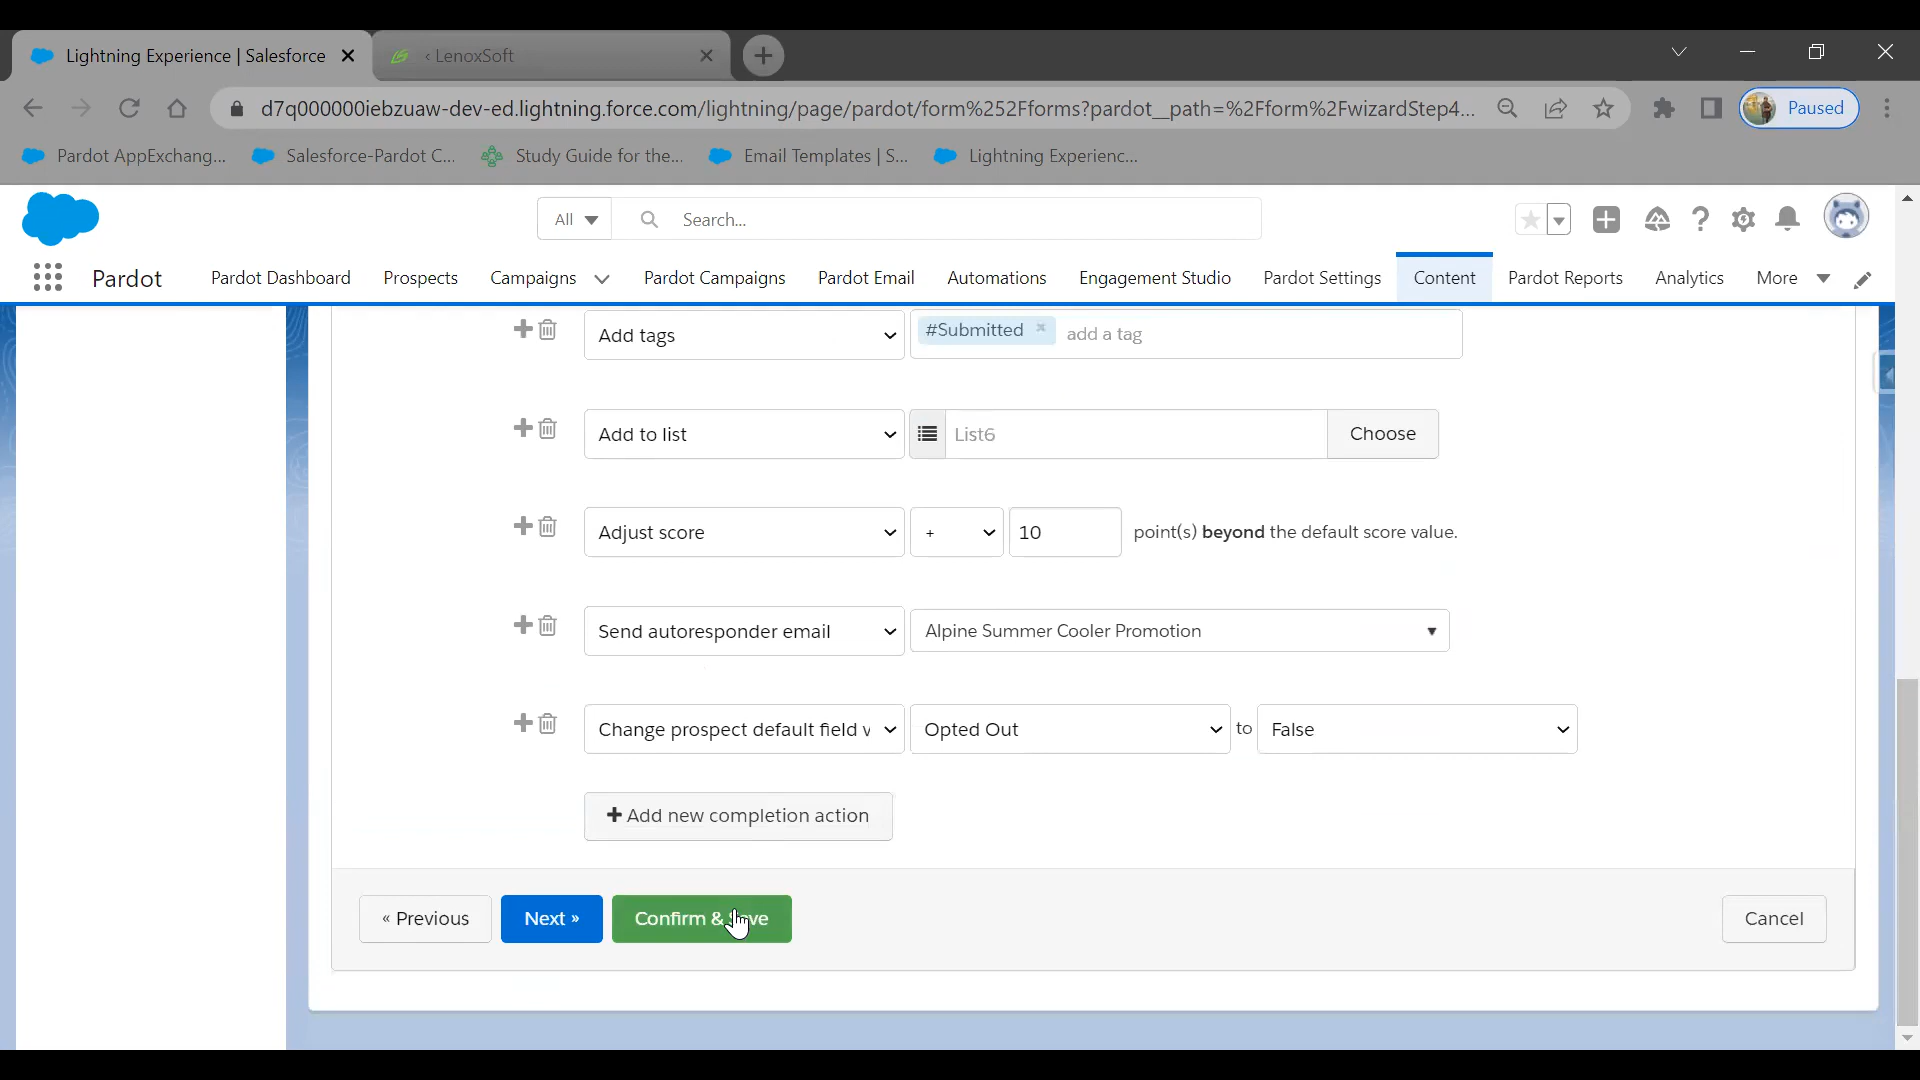 Lightning Experience | Salesforce
‹ LenoxSoft
d7q000000iebzuaw-dev-ed.lightning.force.com/lightning/page/pardot/form%252Fforms?pardot__path=%2Fform%2FwizardStep4...
Paused
Pardot AppExchang...
Salesforce-Pardot C...
Study Guide for the...
Email Templates | S...
Lightning Experienc...
All
Search...
Pardot
Pardot Dashboard
Prospects
Campaigns
Pardot Campaigns
Pardot Email
Automations
Engagement Studio
Pardot Settings
Content
Pardot Reports
Analytics
More
Add tags
#Submitted ×
add a tag
Add to list
List6
Choose
Adjust score
+
10
point(s) beyond the default score value.
Send autoresponder email
Alpine Summer Cooler Promotion
Change prospect default field v
Opted Out
to
False
+ Add new completion action
« Previous
Next »
Confirm &
Cancel